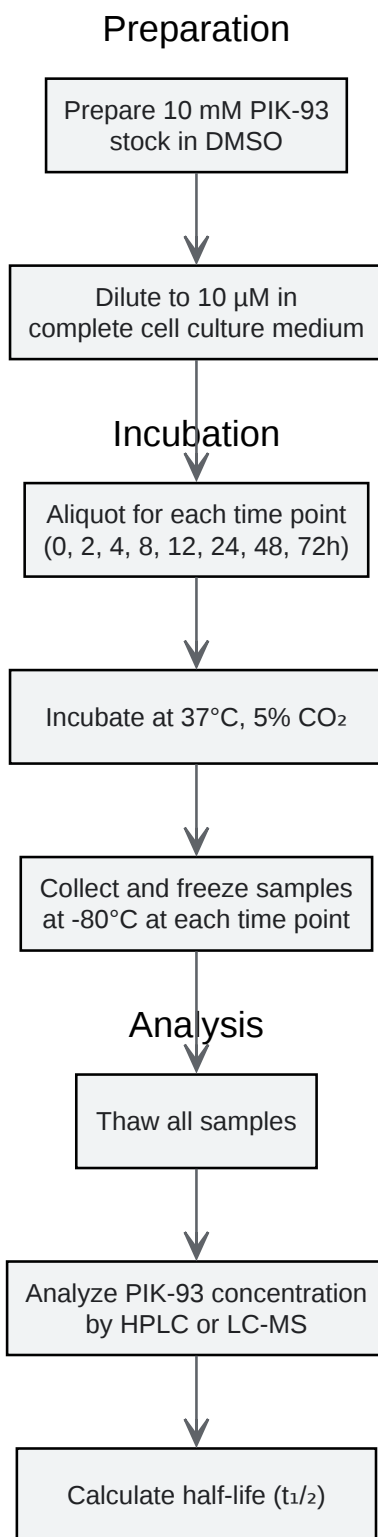 Preparation
Prepare 10 mM PIK-93
stock in DMSO
Dilute to 10 µM in
complete cell culture medium
Incubation
Aliquot for each time point
(0, 2, 4, 8, 12, 24, 48, 72h)
Incubate at 37°C, 5% CO₂
Collect and freeze samples
at -80°C at each time point
Analysis
Thaw all samples
Analyze PIK-93 concentration
by HPLC or LC-MS
Calculate half-life (t₁/₂)